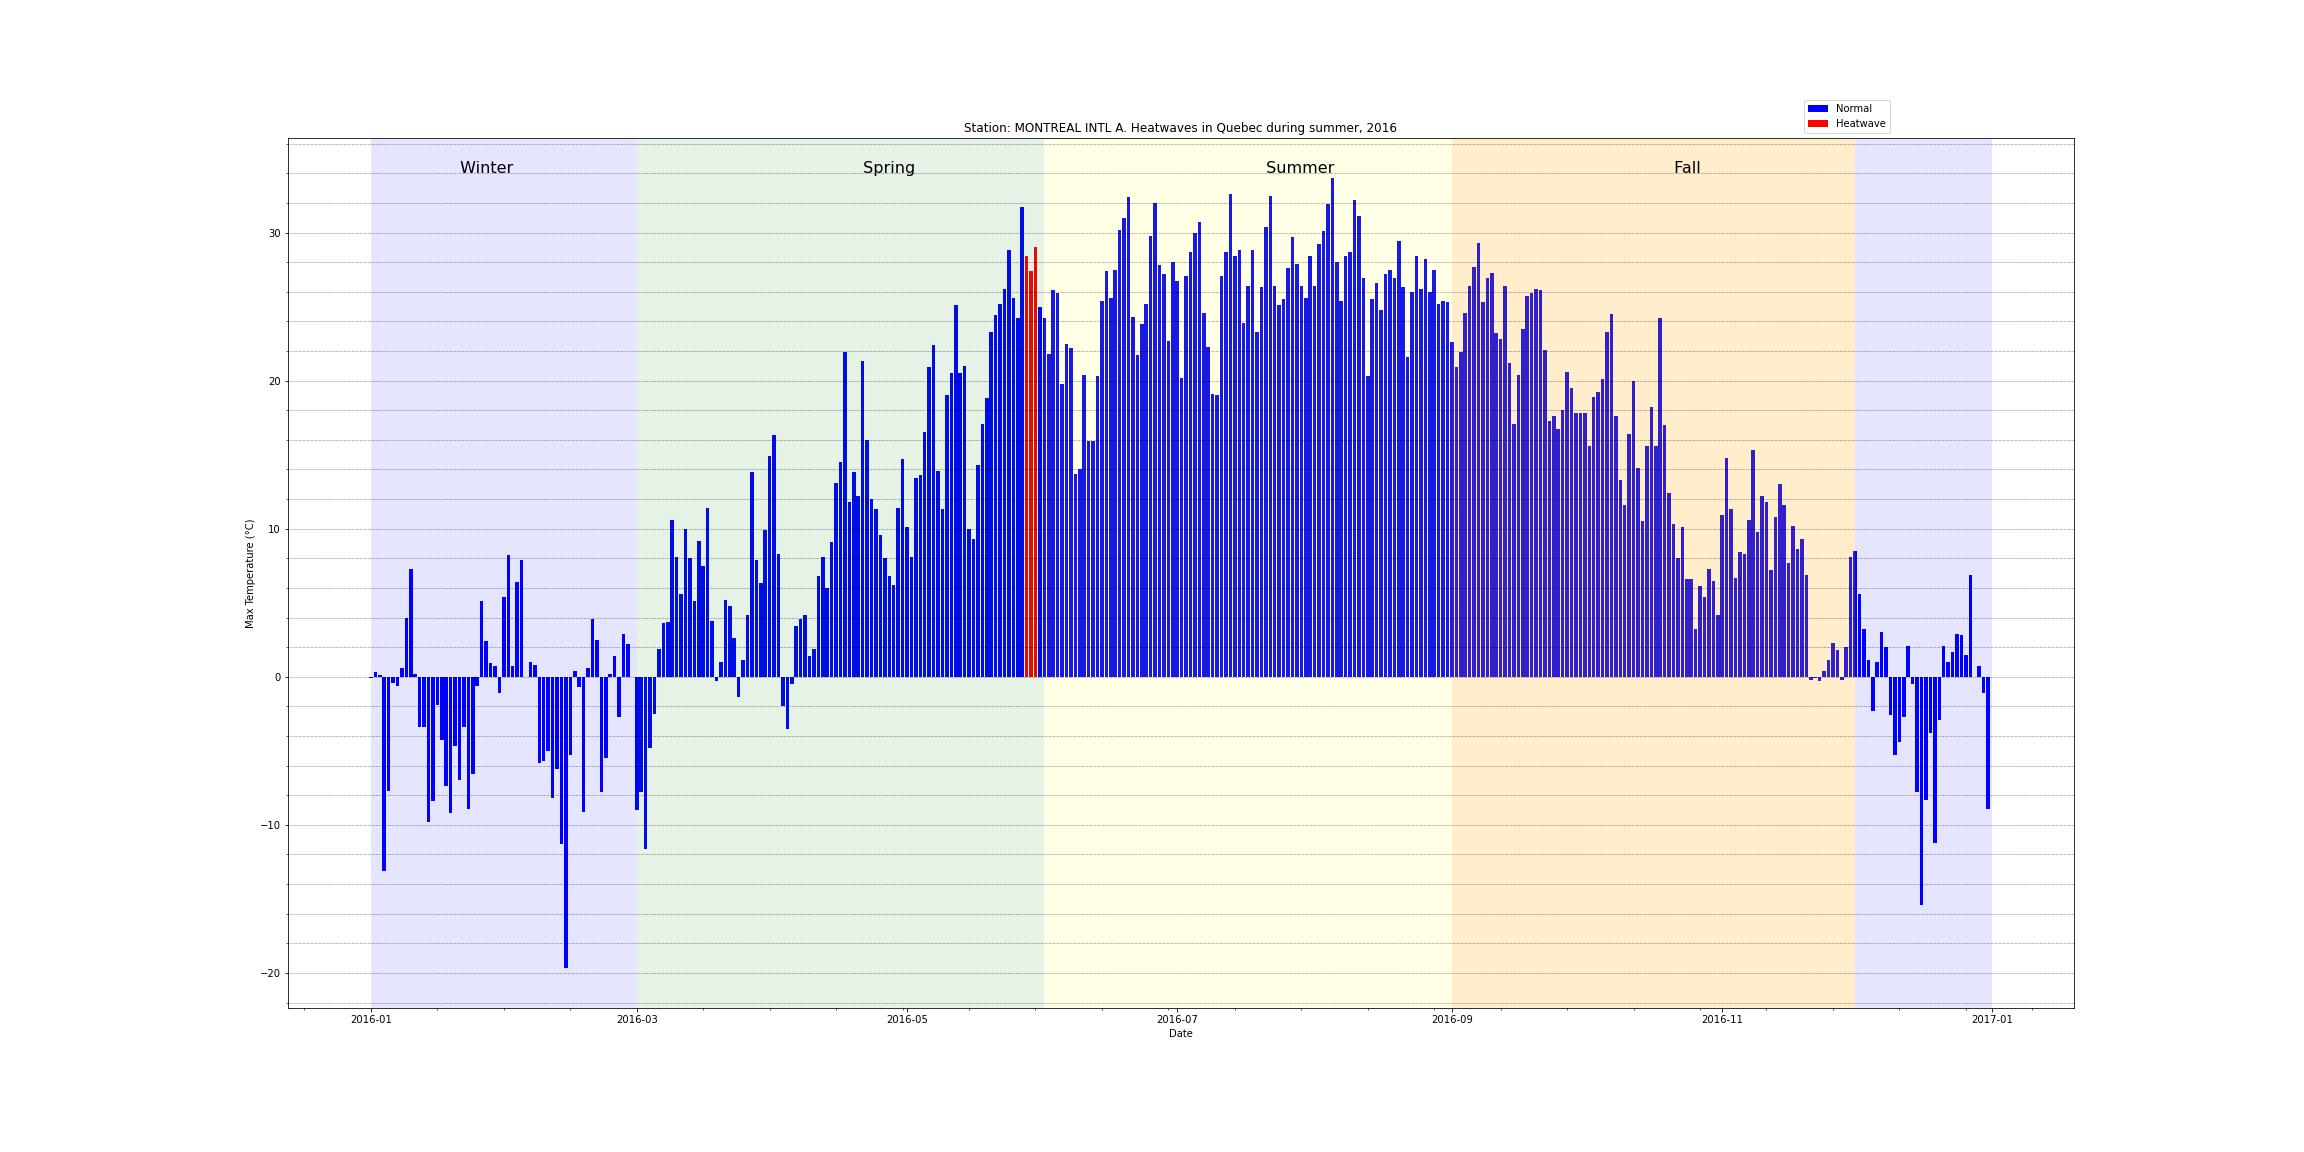 Normal
Heatwave
Station: MONTREAL INTL A. Heatwaves in Quebec during summer, 2016
Winter
Spring
Summer
Fall
Max Temperature (°C)
30
20
10
0
−10
−20
2016-01
2016-03
2016-05
2016-07
2016-09
2016-11
2017-01
Date